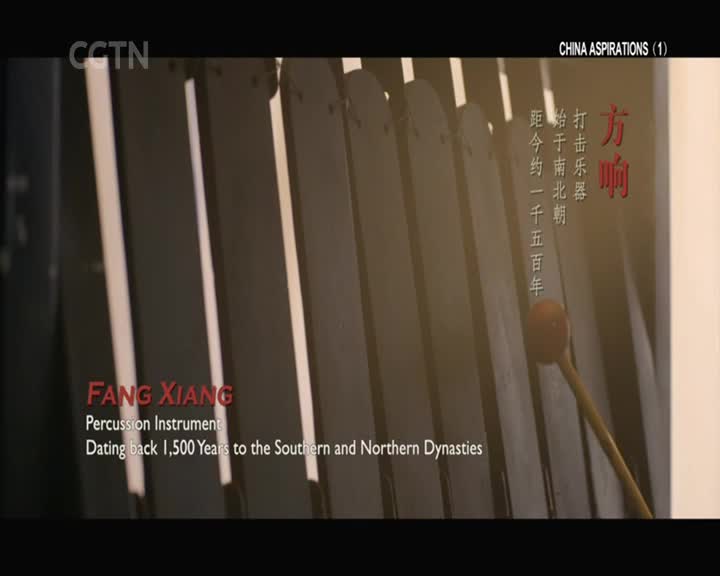 CGTN
CHINA ASPIRATIONS (1)
方响
打击乐器
始于南北朝
距今约一千五百年
FANG XIANG
Percussion Instrument
Dating back 1,500 Years to the Southern and Northern Dynasties